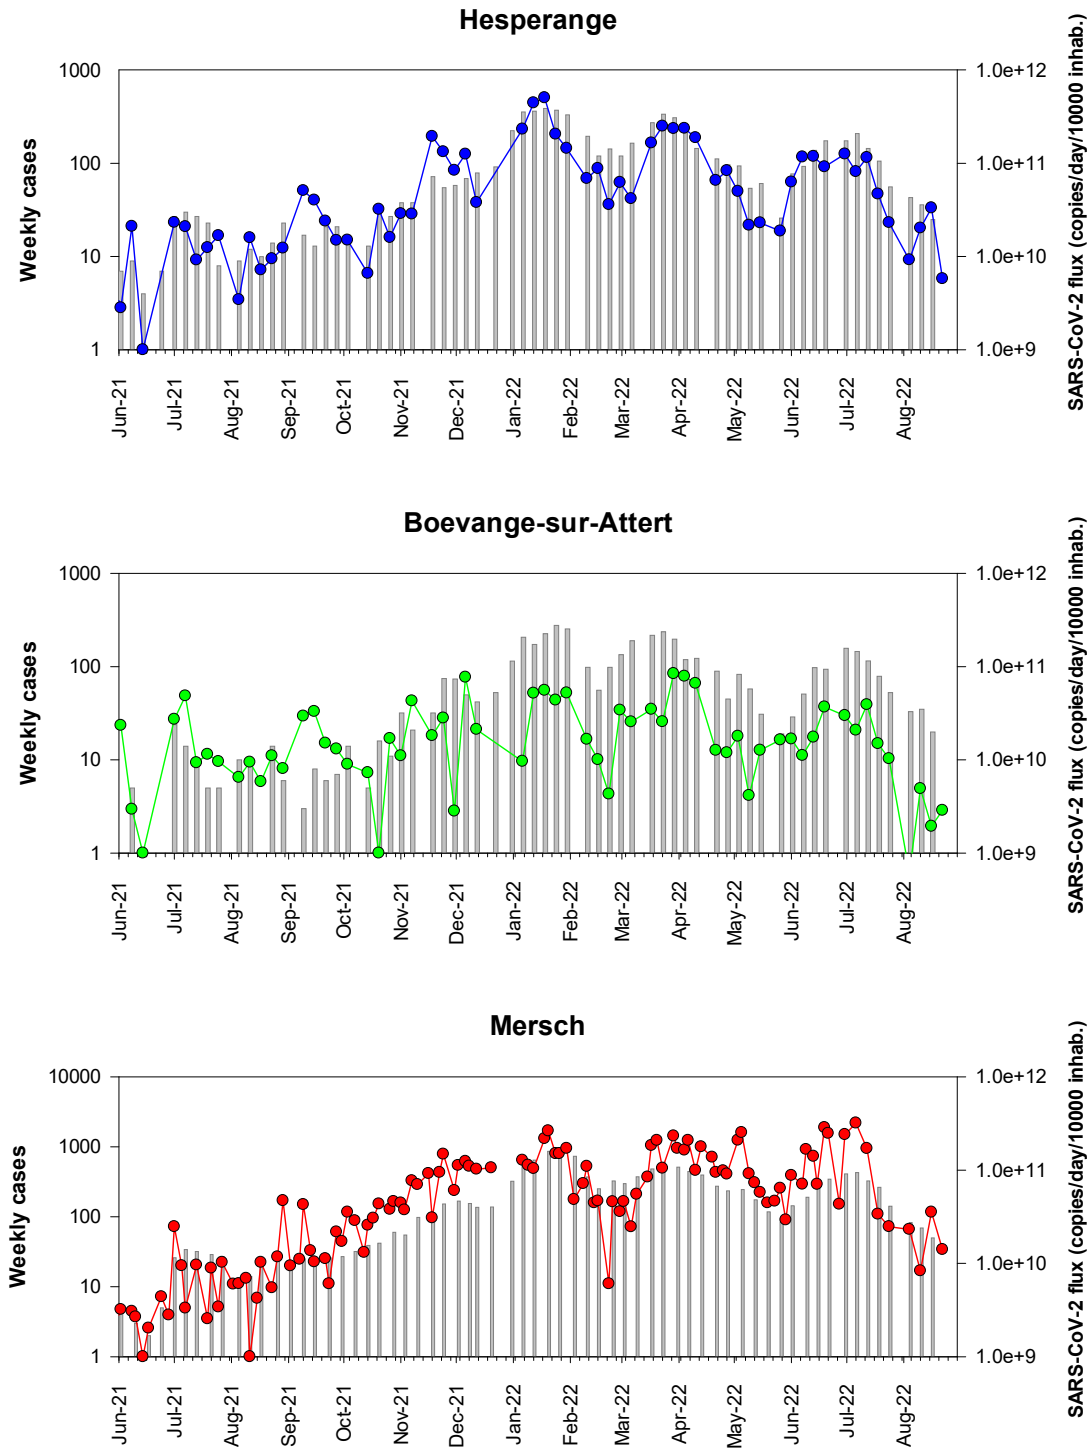 Hesperange
Weekly cases
SARS-CoV-2 flux (copies/day/10000 inhab.)
1000
100
10
1
1.0e+12
1.0e+11
1.0e+10
1.0e+9
Jun-21
Jul-21
Aug-21
Sep-21
Oct-21
Nov-21
Dec-21
Jan-22
Feb-22
Mar-22
Apr-22
May-22
Jun-22
Jul-22
Aug-22
Boevange-sur-Attert
Weekly cases
SARS-CoV-2 flux (copies/day/10000 inhab.)
1000
100
10
1
1.0e+12
1.0e+11
1.0e+10
1.0e+9
Jun-21
Jul-21
Aug-21
Sep-21
Oct-21
Nov-21
Dec-21
Jan-22
Feb-22
Mar-22
Apr-22
May-22
Jun-22
Jul-22
Aug-22
Mersch
Weekly cases
SARS-CoV-2 flux (copies/day/10000 inhab.)
10000
1000
100
10
1
1.0e+12
1.0e+11
1.0e+10
1.0e+9
Jun-21
Jul-21
Aug-21
Sep-21
Oct-21
Nov-21
Dec-21
Jan-22
Feb-22
Mar-22
Apr-22
May-22
Jun-22
Jul-22
Aug-22